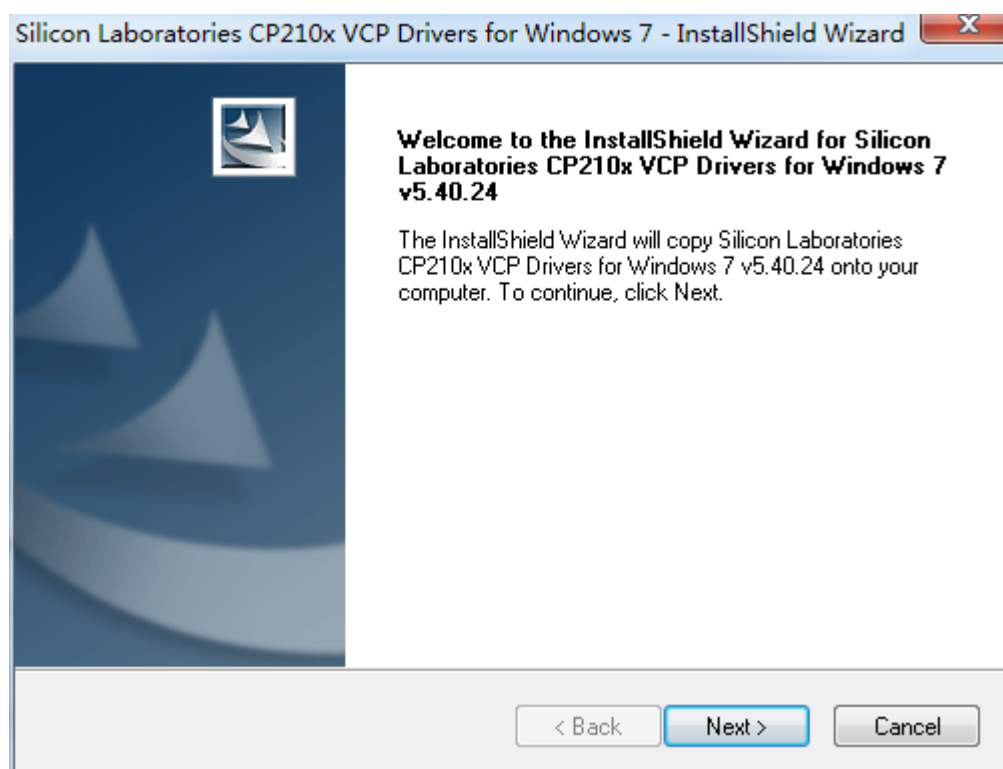 Silicon Laboratories CP210x VCP Drivers for Windows 7 - InstallShield Wizard
Welcome to the InstallShield Wizard for Silicon
Laboratories CP210x VCP Drivers for Windows 7
v5.40.24
The InstallShield Wizard will copy Silicon Laboratories
CP210x VCP Drivers for Windows 7 v5.40.24 onto your
computer. To continue, click Next.
< Back
Next >
Cancel